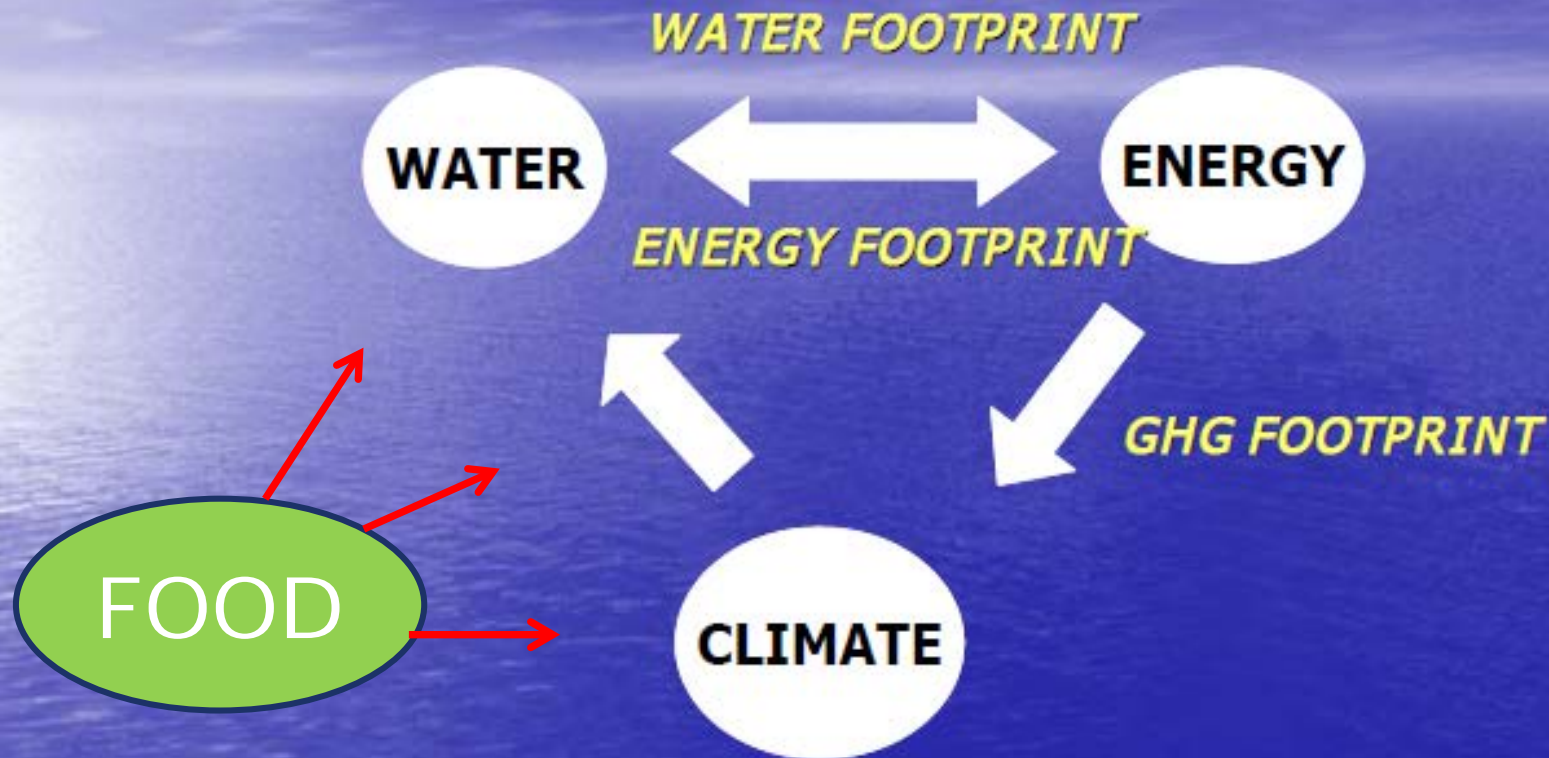 WATER FOOTPRINT
WATER
ENERGY
ENERGY FOOTPRINT
GHG FOOTPRINT
FOOD
CLIMATE